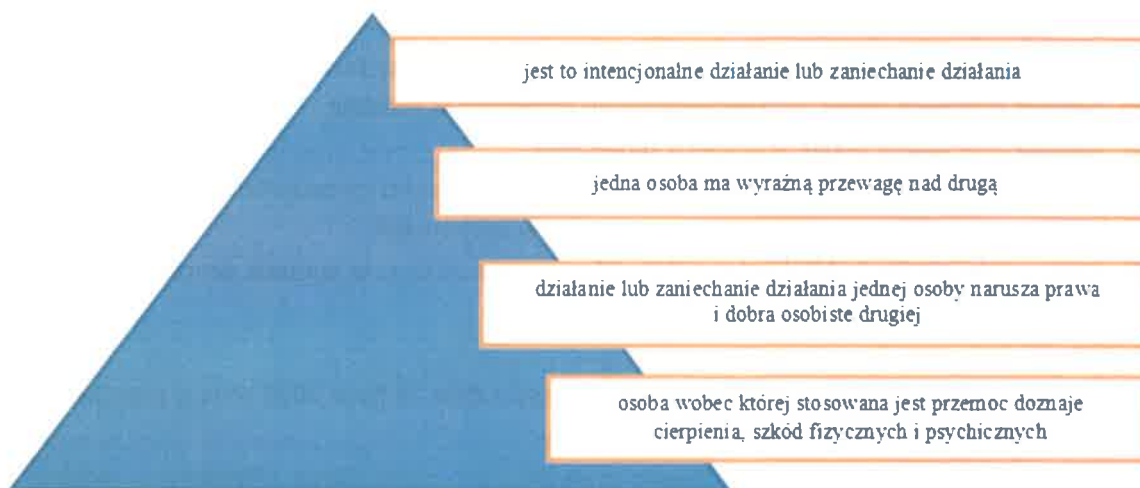 jest to intencjonalne działanie lub zaniechanie działania
jedna osoba ma wyraźną przewagę nad drugą
działanie lub zaniechanie działania jednej osoby narusza prawa
i dobra osobiste drugiej
osoba wobec której stosowana jest przemoc doznaje
cierpienia, szkód fizycznych i psychicznych